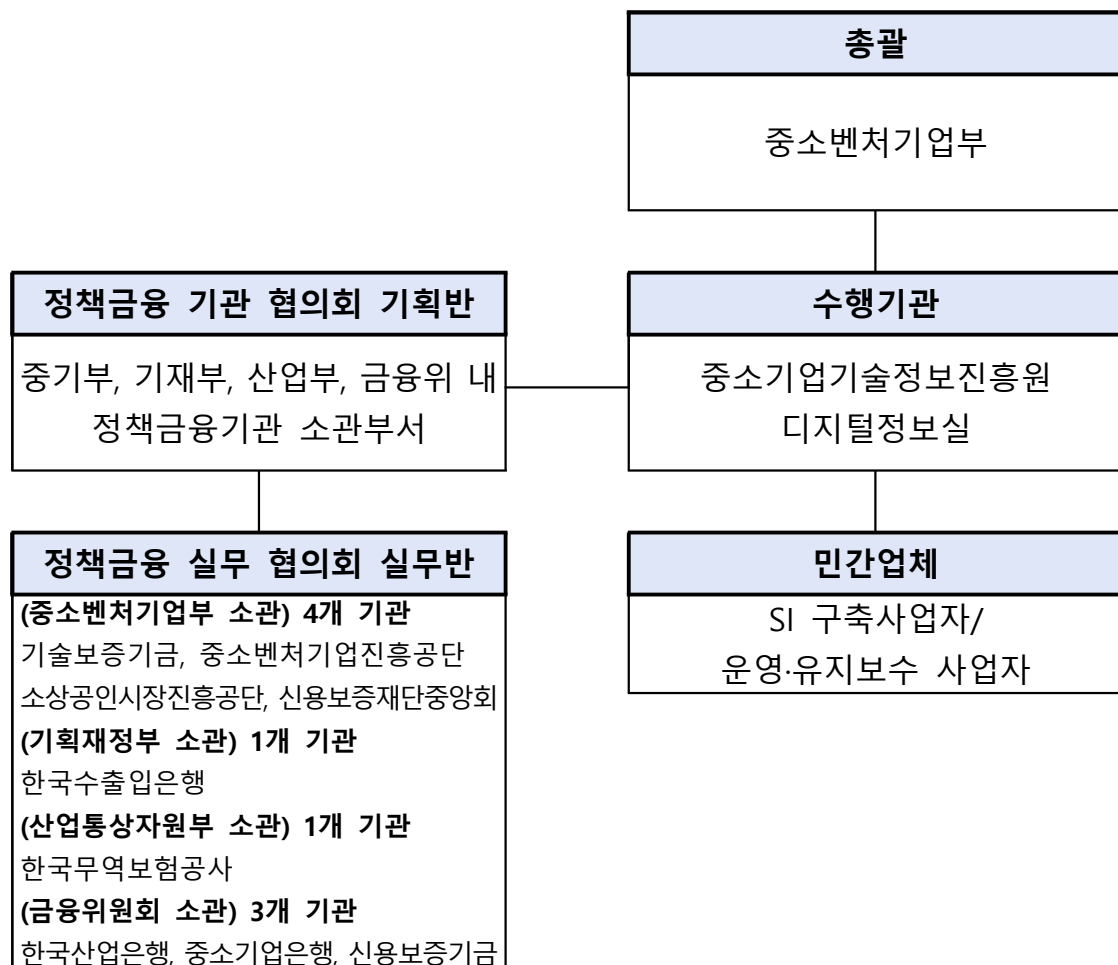 총괄
중소벤처기업부
정책금융 기관 협의회 기획반
중기부, 기재부, 산업부, 금융위 내
정책금융기관 소관부서
수행기관
중소기업기술정보진흥원
디지털정보실
정책금융 실무 협의회 실무반
(중소벤처기업부 소관) 4개 기관
기술보증기금, 중소벤처기업진흥공단
소상공인시장진흥공단, 신용보증재단중앙회
(기획재정부 소관) 1개 기관
한국수출입은행
(산업통상자원부 소관) 1개 기관
한국무역보험공사
(금융위원회 소관) 3개 기관
한국산업은행, 중소기업은행, 신용보증기금
민간업체
SI 구축사업자/
운영·유지보수 사업자